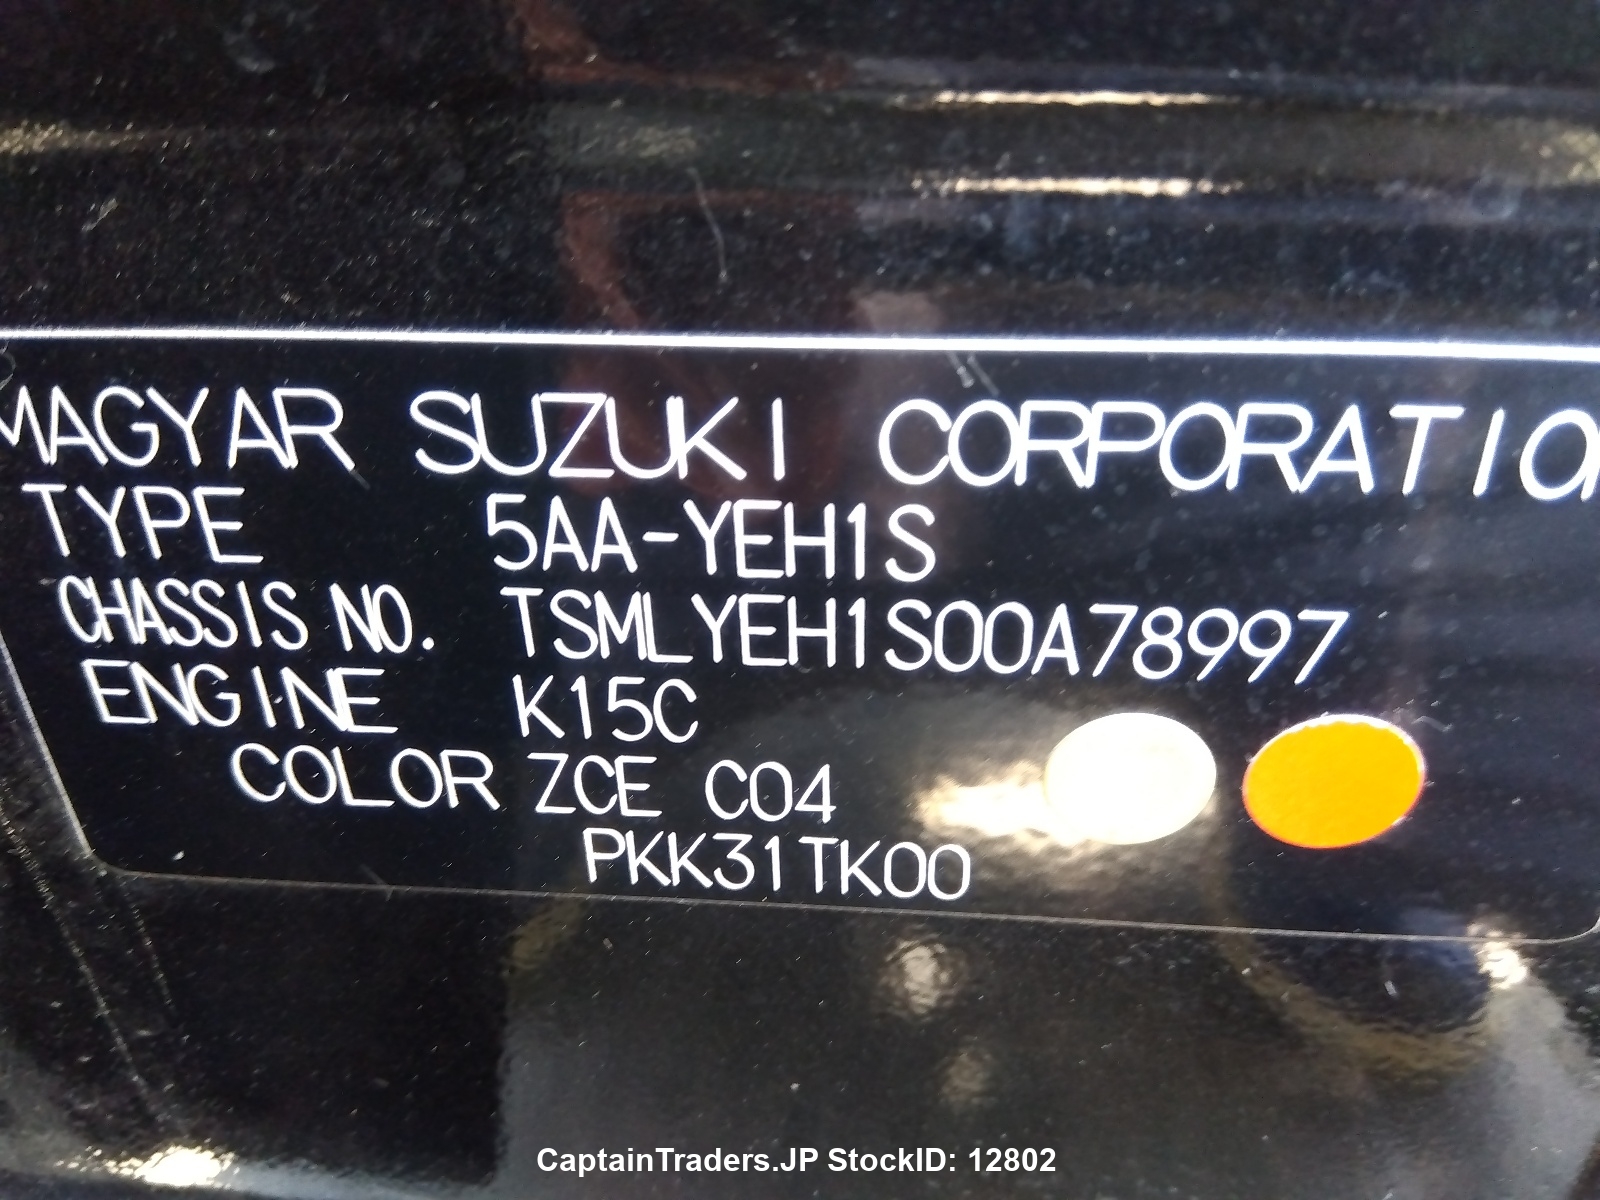 MAGYAR SUZUKI CORPORATIO
TYPE 5AA-YEH1S
CHASSIS NO. TSMLYEH1S00A78997
ENGINE K15C
COLOR ZCE C04
PKK31TK00
CaptainTraders.JP StockID: 12802